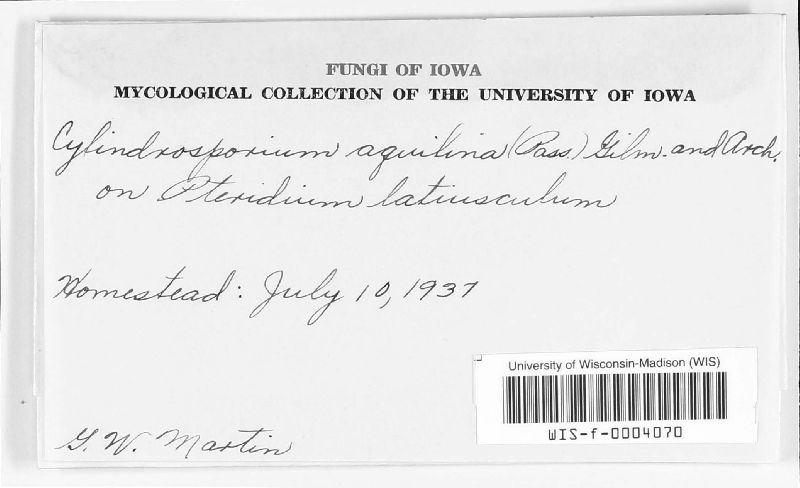 FUNGI OF IOWA
MYCOLOGICAL COLLECTION OF THE UNIVERSITY OF IOWA
Cylindrosporium aquilina (Pass.) Gilm. and Arch.
on Pteridium latiusculum
Homestead: July 10, 1937
University of Wisconsin-Madison (WIS)
WIS-f-0004070
G. W. Martin